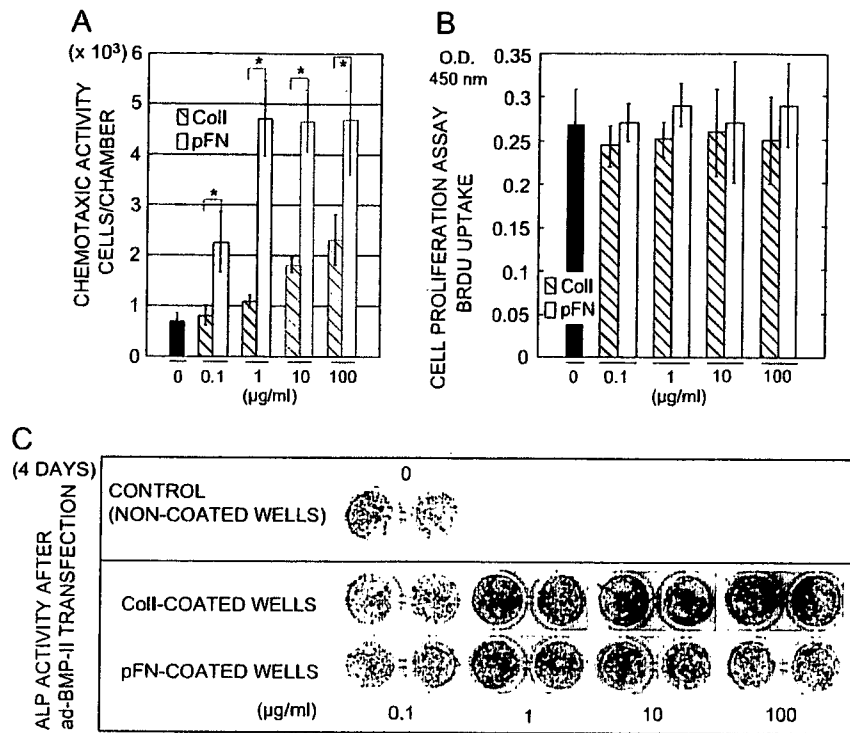 A
(x 10³)
CHEMOTAXIC ACTIVITY
CELLS/CHAMBER
6
5
4
3
2
1
0
Coll
pFN
*
*
*
*
0
0.1
1
10
100
(µg/ml)
B
O.D.
450 nm
CELL PROLIFERATION ASSAY
BRDU UPTAKE
0.35
0.3
0.25
0.2
0.15
0.1
0.05
0
Coll
pFN
0
0.1
1
10
100
(µg/ml)
C
(4 DAYS)
ALP ACTIVITY AFTER
ad-BMP-II TRANSFECTION
0
CONTROL
(NON-COATED WELLS)
Coll-COATED WELLS
pFN-COATED WELLS
(µg/ml)
0.1
1
10
100